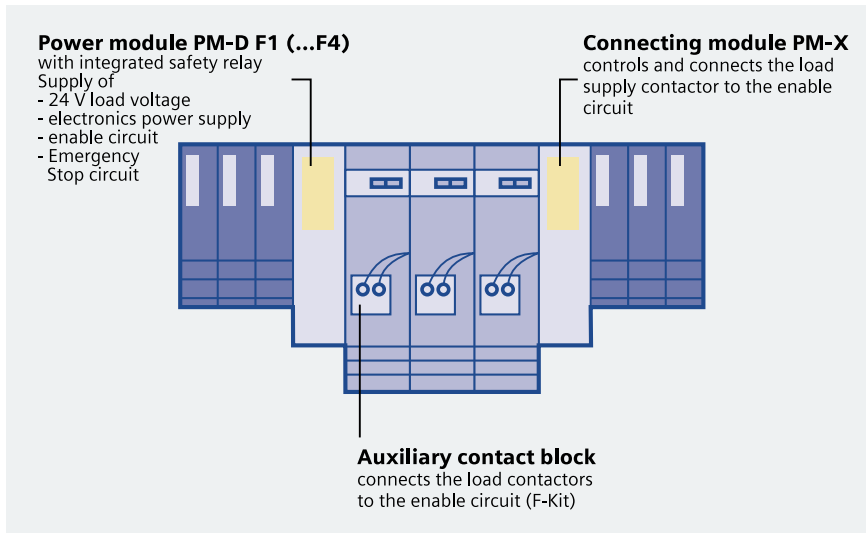 Power module PM-D F1 (...F4)
with integrated safety relay
Supply of
- 24 V load voltage
- electronics power supply
- enable circuit
- Emergency
Stop circuit
Connecting module PM-X
controls and connects the load
supply contactor to the enable
circuit
Auxiliary contact block
connects the load contactors
to the enable circuit (F-Kit)